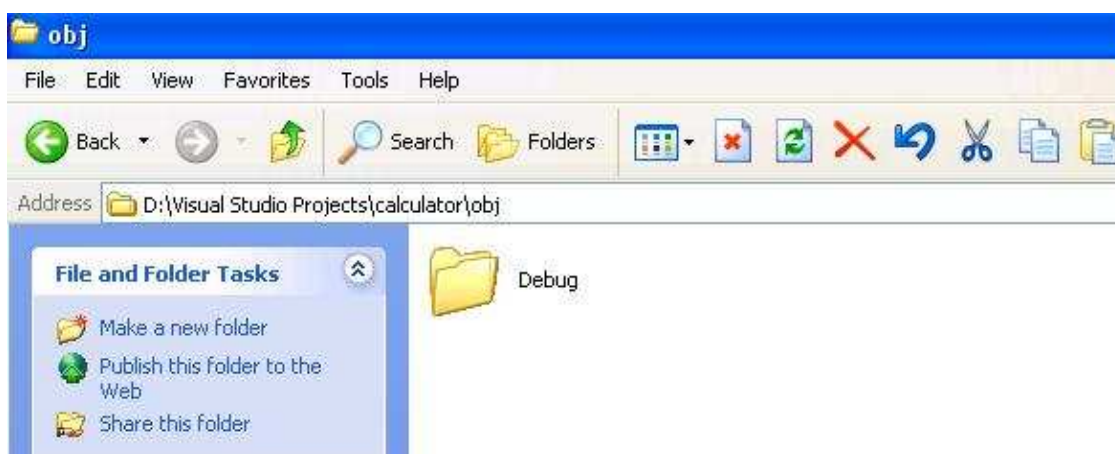 obj
File Edit View Favorites Tools Help
Back Search Folders
Address D:\Visual Studio Projects\calculator\obj
File and Folder Tasks
Make a new folder
Publish this folder to the
Web
Share this folder
Debug